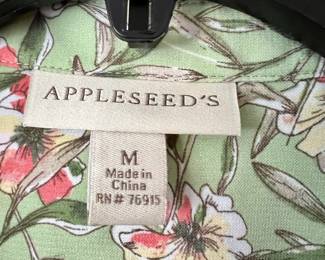 APPLESEED'S
M
Made in
China
RN# 76915